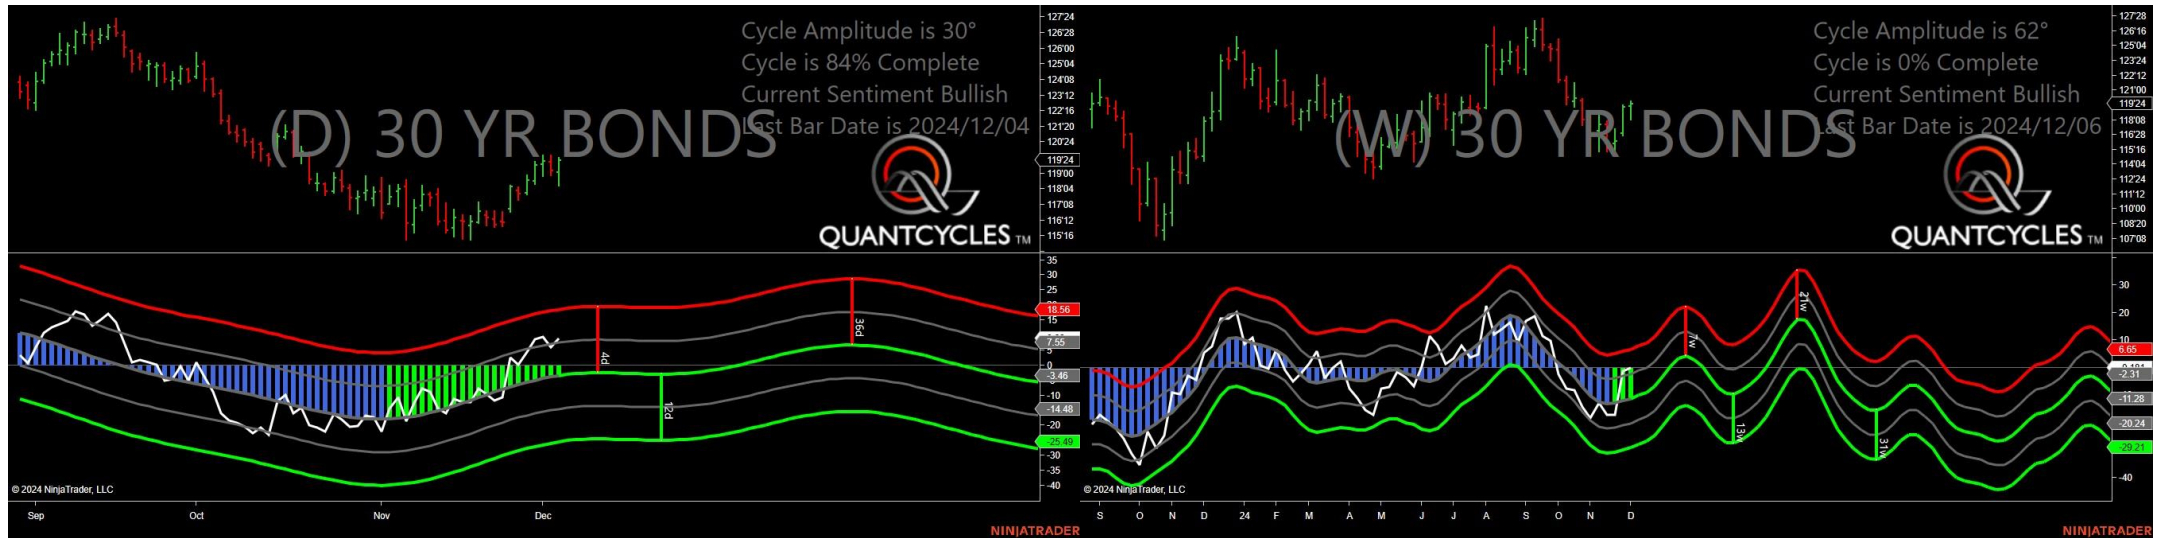 Cycle Amplitude is 30°
Cycle is 84% Complete
Current Sentiment Bullish
Last Bar Date is 2024/12/04
(D) 30 YR BONDS
QUANTCYCLES TM
127'24
126'28
126'00
125'04
124'08
123'12
122'16
121'20
120'24
119'24
119'00
118'04
117'08
116'12
115'16
35
30
25
18.56
15
7.55
5
0
-3.46
-10
-14.48
-20
-25.49
-30
-35
-40
4d
12d
36d
© 2024 NinjaTrader, LLC
Sep Oct Nov Dec
NINJATRADER
Cycle Amplitude is 62°
Cycle is 0% Complete
Current Sentiment Bullish
Last Bar Date is 2024/12/06
(W) 30 YR BONDS
QUANTCYCLES TM
127'28
126'16
125'04
123'24
122'12
121'00
119'24
118'08
116'28
115'16
114'04
112'24
111'12
110'00
108'20
107'08
30
20
10
6.65
-2.31
-11.28
-20.24
-29.21
-40
7w
13w
21w
31w
© 2024 NinjaTrader, LLC
S O N D 24 F M A M J J A S O N D
NINJATRADER